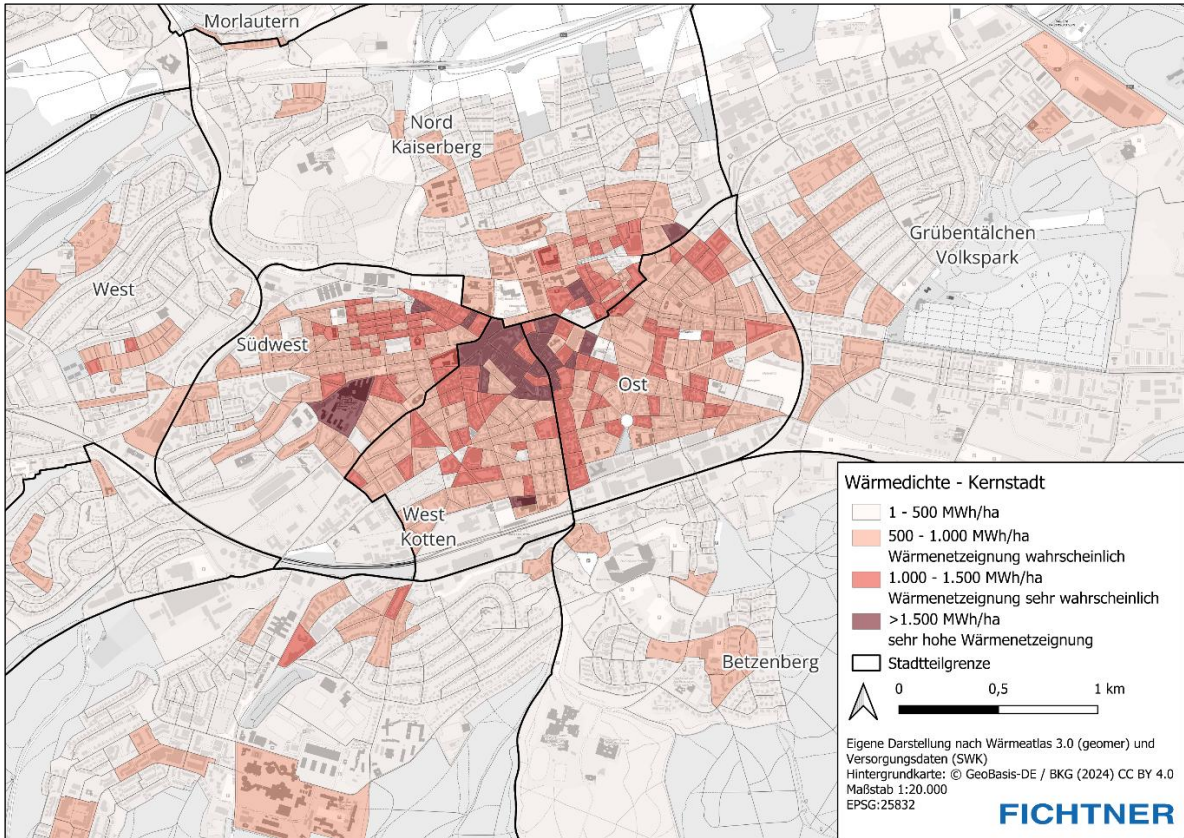 Morlautern
Nord
Kaiserberg
Grübentälchen
Volkspark
West
Südwest
Ost
West
Kotten
Betzenberg
Wärmedichte - Kernstadt
1 - 500 MWh/ha
500 - 1.000 MWh/ha
Wärmenetzeignung wahrscheinlich
1.000 - 1.500 MWh/ha
Wärmenetzeignung sehr wahrscheinlich
>1.500 MWh/ha
sehr hohe Wärmenetzeignung
Stadtteilgrenze
0 0,5 1 km
Eigene Darstellung nach Wärmeatlas 3.0 (geomer) und
Versorgungsdaten (SWK)
Hintergrundkarte: © GeoBasis-DE / BKG (2024) CC BY 4.0
Maßstab 1:20.000
EPSG:25832
FICHTNER